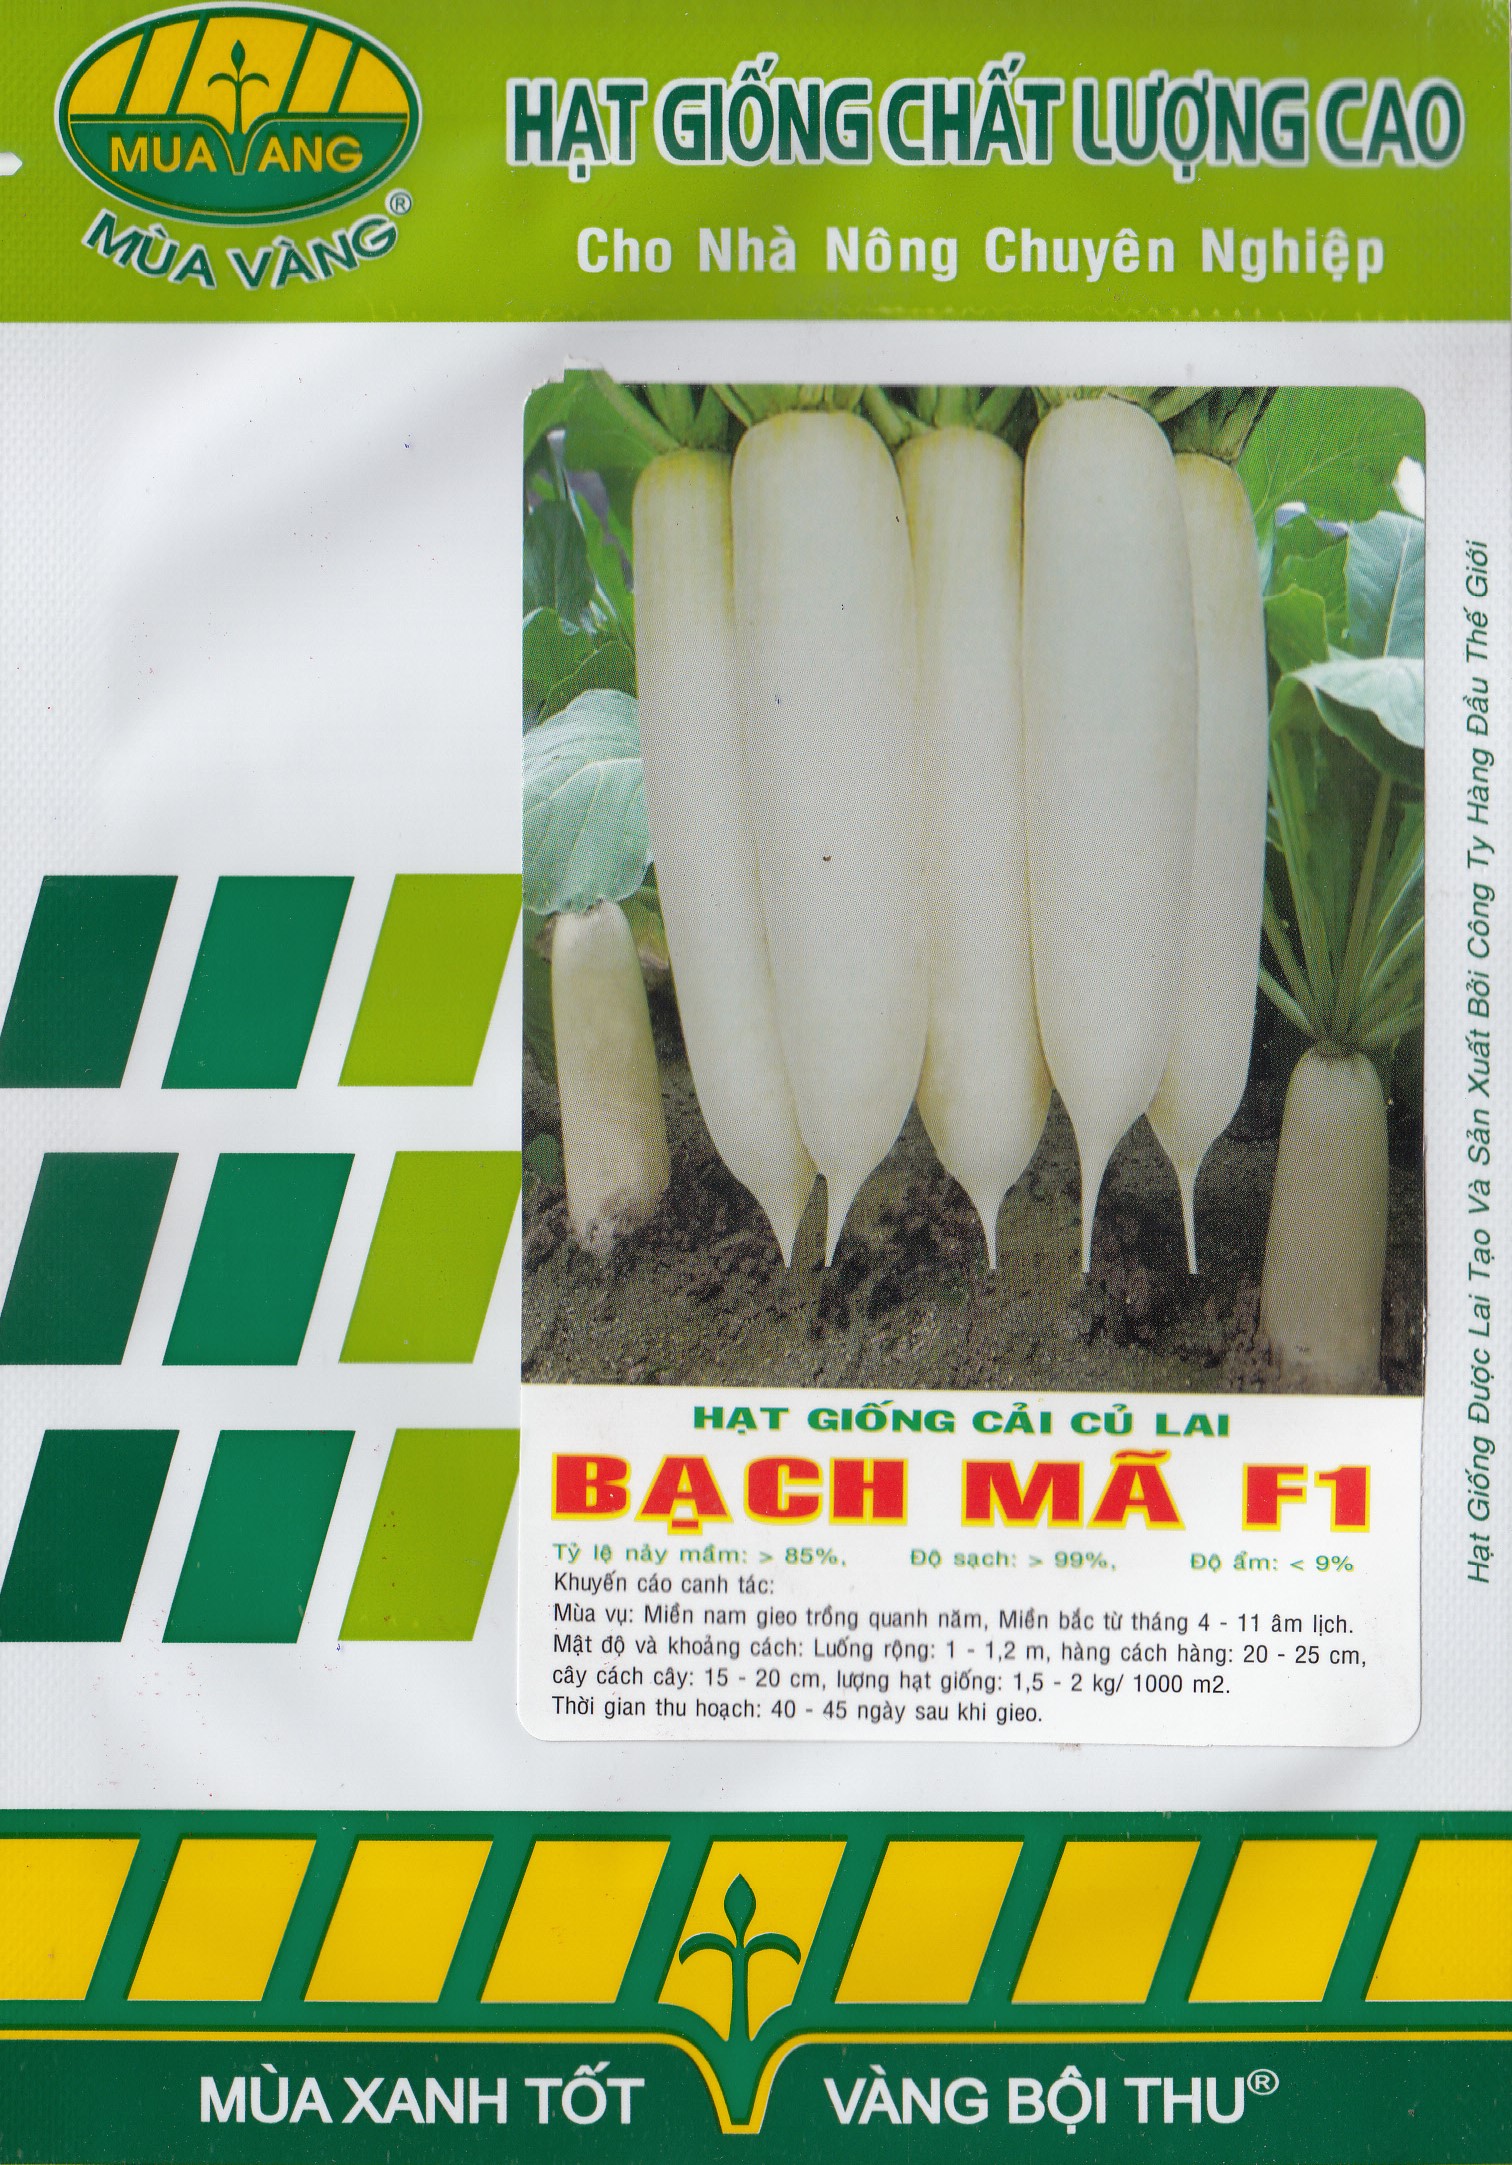 MUA VANG
MÙA VÀNG®
HẠT GIỐNG CHẤT LƯỢNG CAO
Cho Nhà Nông Chuyên Nghiệp
Hạt Giống Được Lai Tạo Và Sản Xuất Bởi Công Ty Hàng Đầu Thế Giới
HẠT GIỐNG CẢI CỦ LAI
BẠCH MÃ F1
Tỷ lệ nảy mầm: > 85%, Độ sạch: > 99%, Độ ẩm: < 9%
Khuyến cáo canh tác:
Mùa vụ: Miền nam gieo trồng quanh năm, Miền bắc từ tháng 4 - 11 âm lịch.
Mật độ và khoảng cách: Luống rộng: 1 - 1,2 m, hàng cách hàng: 20 - 25 cm,
cây cách cây: 15 - 20 cm, lượng hạt giống: 1,5 - 2 kg/ 1000 m2.
Thời gian thu hoạch: 40 - 45 ngày sau khi gieo.
MÙA XANH TỐT VÀNG BỘI THU®